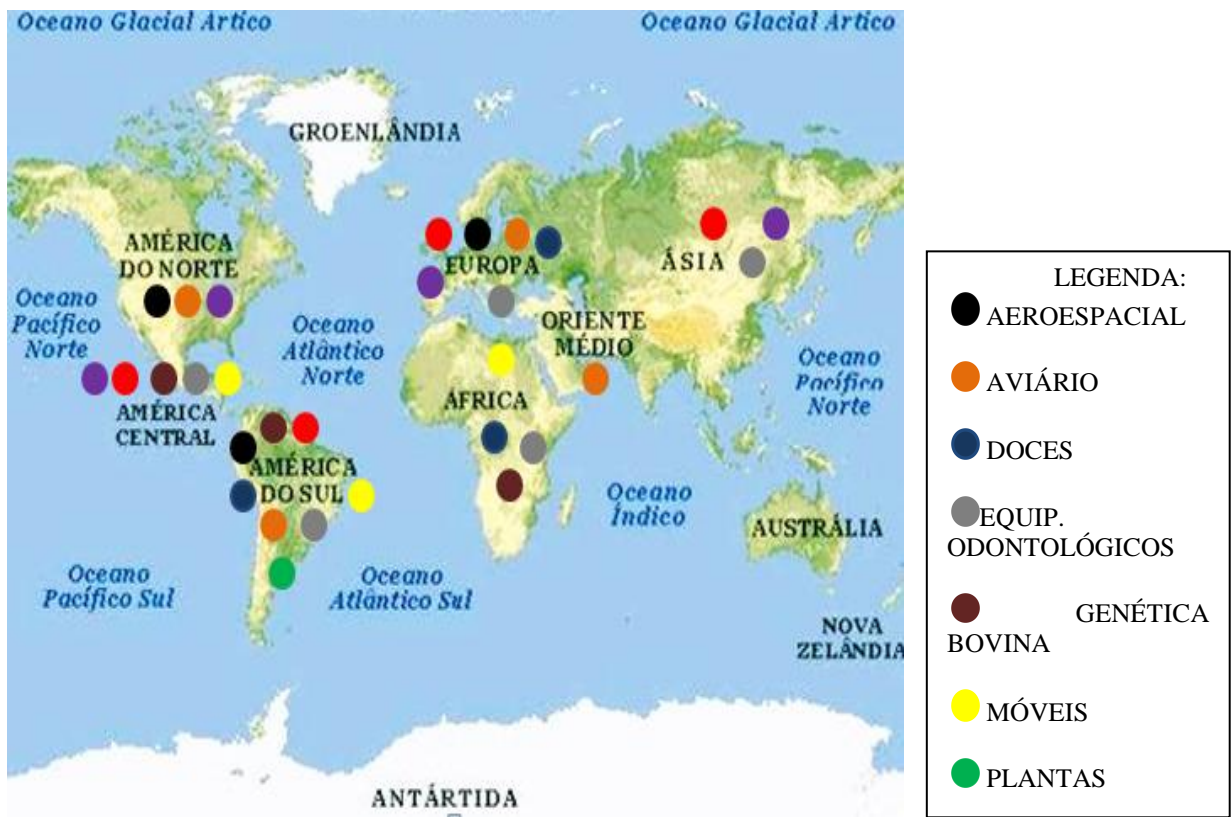 Oceano Glacial Ártico
Oceano Glacial Ártico
GROENLÂNDIA
AMÉRICA
DO NORTE
EUROPA
ÁSIA
Oceano
Pacífico
Norte
Oceano
Atlântico
Norte
ORIENTE
MÉDIO
Oceano
Pacífico
Norte
AMÉRICA
CENTRAL
ÁFRICA
AMÉRICA
DO SUL
Oceano
Índico
AUSTRÁLIA
Oceano
Pacífico Sul
Oceano
Atlântico Sul
NOVA
ZELÂNDIA
ANTÁRTIDA
LEGENDA:
AEROESPACIAL
AVIÁRIO
DOCES
EQUIP.
ODONTOLÓGICOS
GENÉTICA
BOVINA
MÓVEIS
PLANTAS